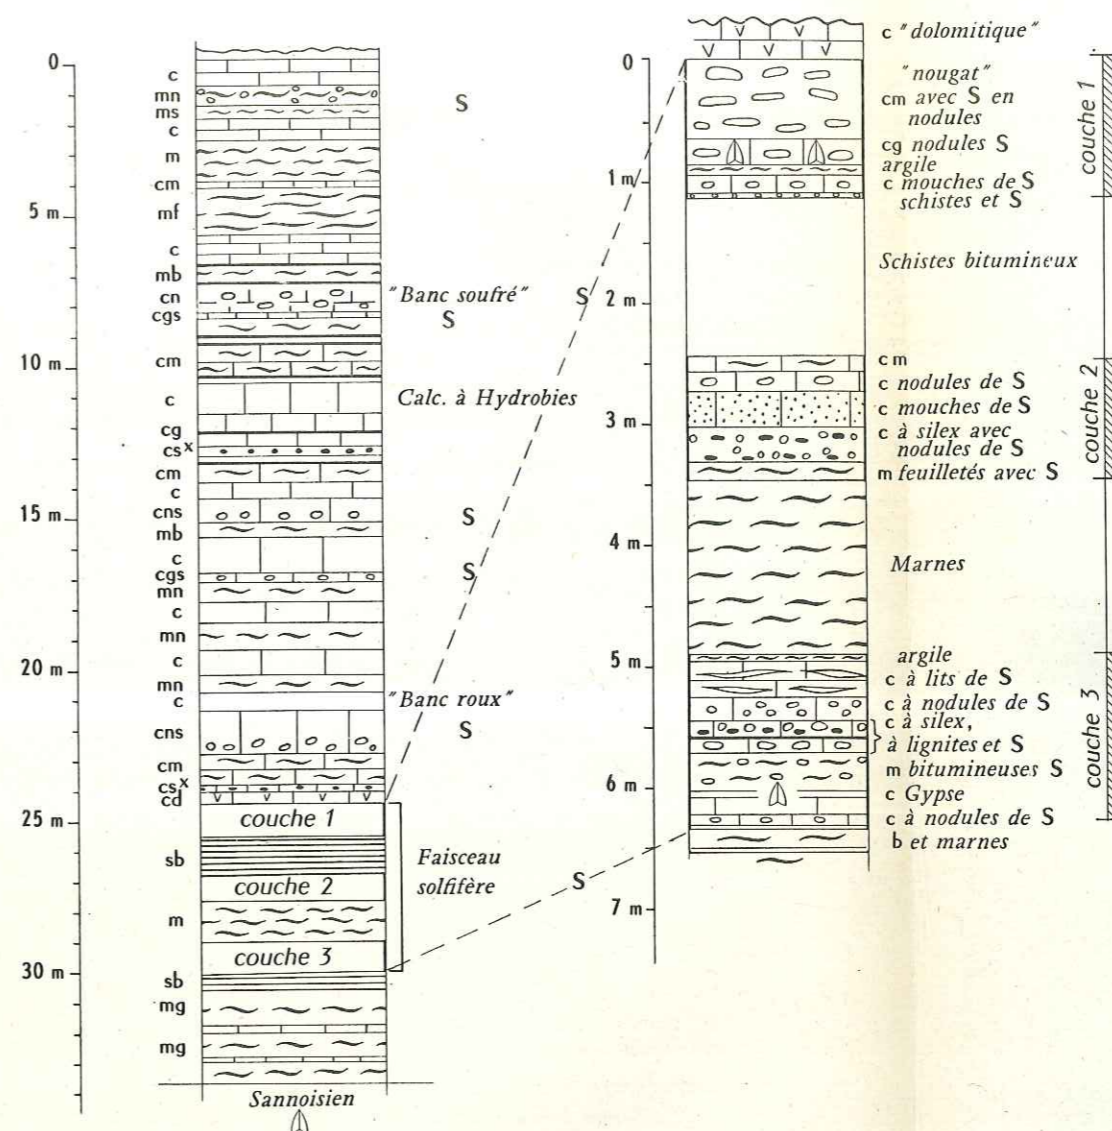 0
c
mn
S
ms
c
m
cm
5 m
mf
c
mb
cn
"Banc soufré"
S
cgs
S
10 m
cm
c
Calc. à Hydrobies
cg
csx
cm
c
15 m
cns
S
mb
c
cgs
S
mn
c
mn
c
20 m
mn
c
"Banc roux"
cns
S
cm
csx
cd
25 m
couche 1
sb
Faisceau
solfifère
couche 2
S
m
couche 3
30 m
sb
mg
mg
Sannoisien
c "dolomitique"
0
"nougat"
cm avec S en
nodules
cg nodules S
argile
1 m
c mouches de S
schistes et S
couche 1
Schistes bitumineux
2 m
cm
c nodules de S
c mouches de S
3 m
c à silex avec
nodules de S
m feuilletés avec S
couche 2
4 m
Marnes
5 m
argile
c à lits de S
c à nodules de S
c à silex,
à lignites et S
m bitumineuses S
6 m
c Gypse
c à nodules de S
b et marnes
couche 3
7 m